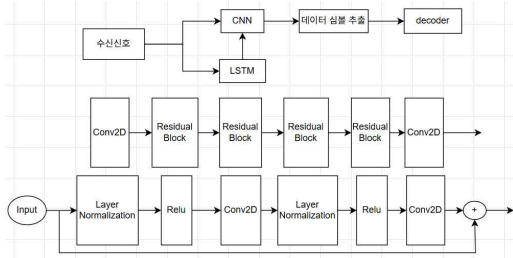 CNN
데이터 심볼 추출
decoder
수신신호
LSTM
Conv2D
Residual
Block
Residual
Block
Residual
Block
Residual
Block
Conv2D
Input
Layer
Normalization
Relu
Conv2D
Layer
Normalization
Relu
Conv2D
+